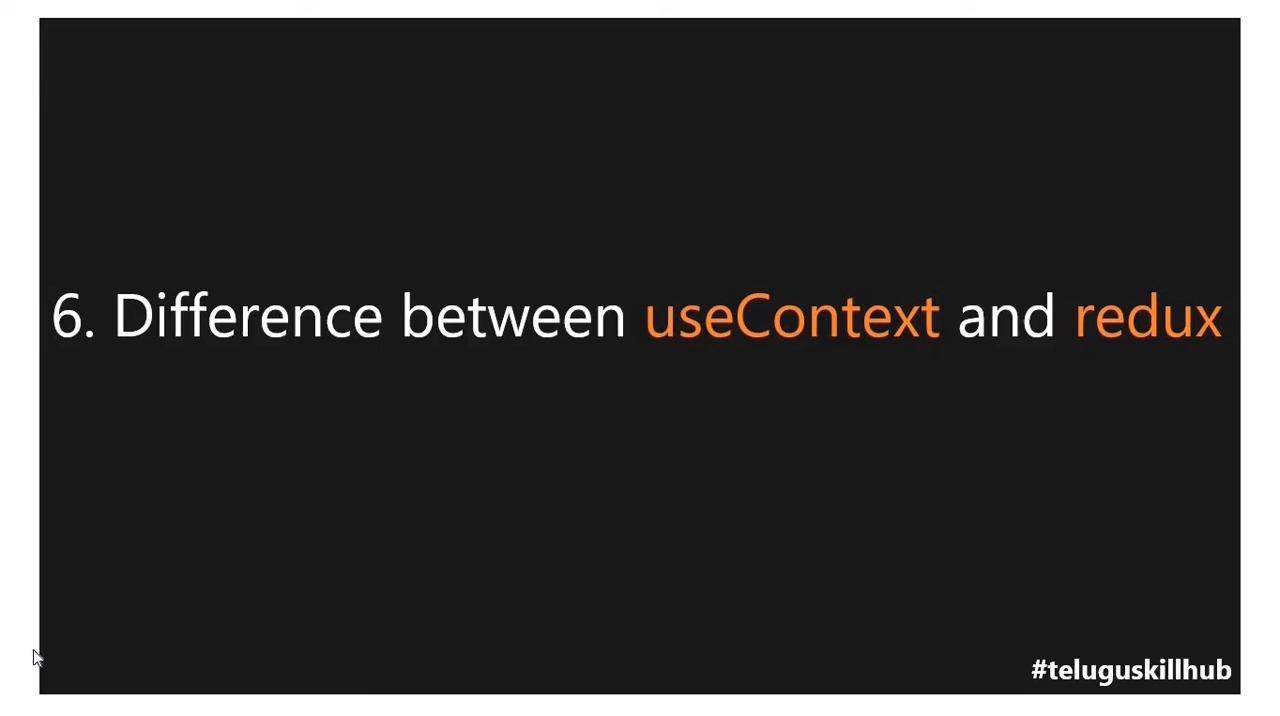 6. Difference between useContext and redux
#teluguskillhub